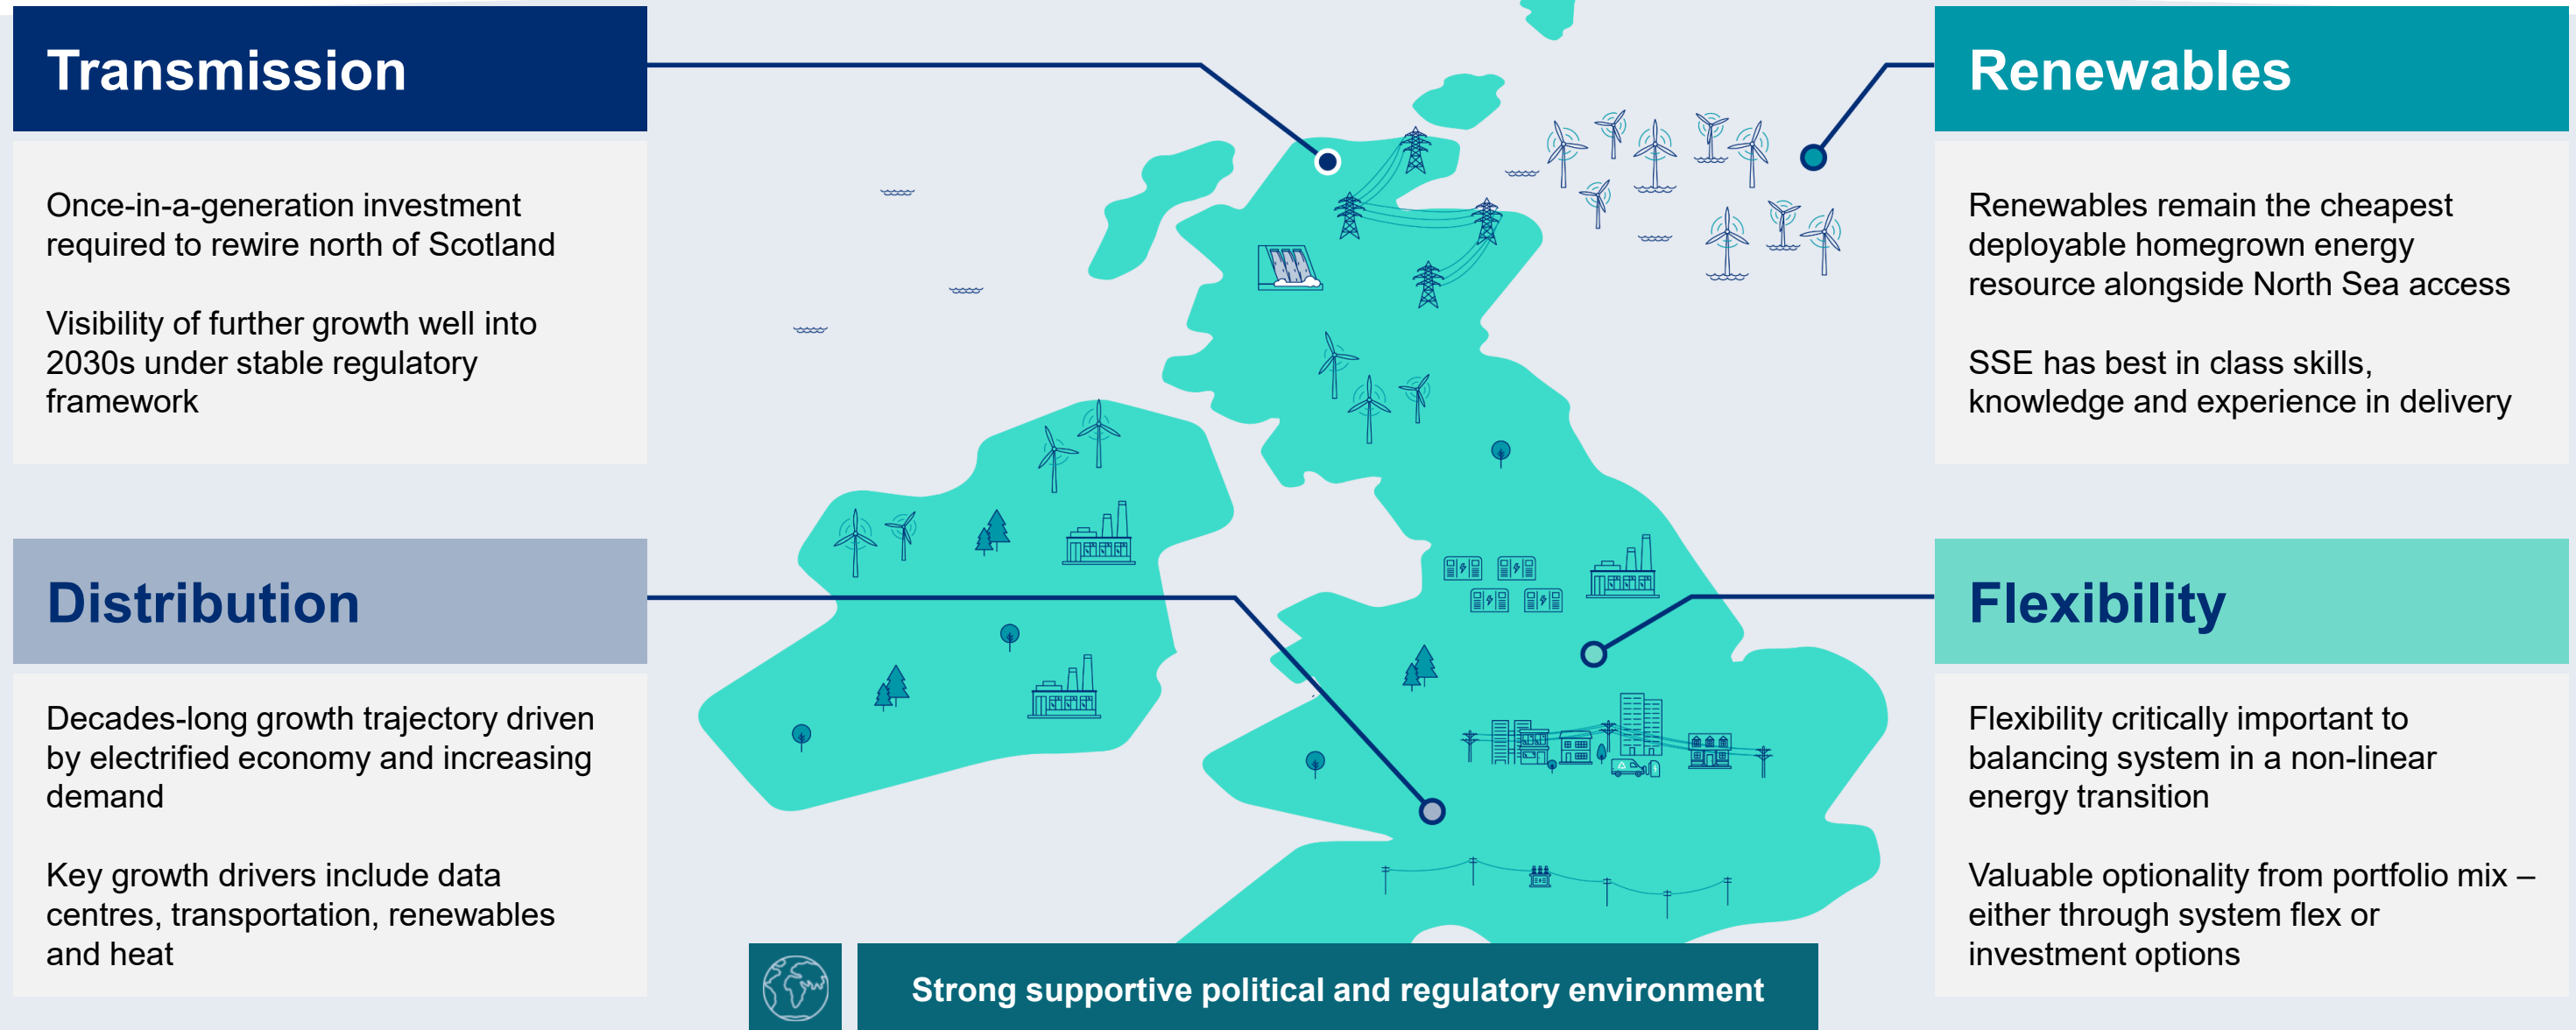 Transmission
Once-in-a-generation investment
required to rewire north of Scotland
Visibility of further growth well into
2030s under stable regulatory
framework
Renewables
Renewables remain the cheapest
deployable homegrown energy
resource alongside North Sea access
SSE has best in class skills,
knowledge and experience in delivery
Distribution
Decades-long growth trajectory driven
by electrified economy and increasing
demand
Key growth drivers include data
centres, transportation, renewables
and heat
Flexibility
Flexibility critically important to
balancing system in a non-linear
energy transition
Valuable optionality from portfolio mix –
either through system flex or
investment options
Strong supportive political and regulatory environment